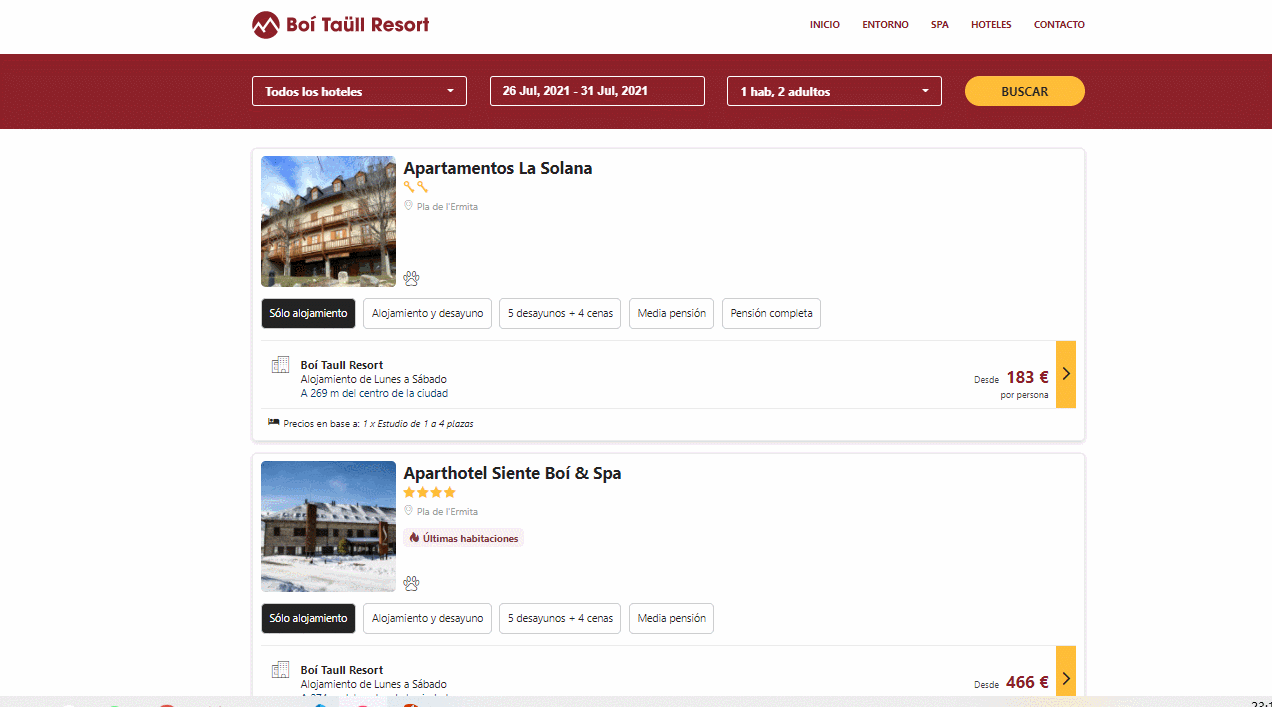 Boí Taüll Resort
INICIO ENTORNO SPA HOTELES CONTACTO
Todos los hoteles 26 Jul, 2021 - 31 Jul, 2021 1 hab, 2 adultos BUSCAR
Apartamentos La Solana
Pla de l'Ermita
Sólo alojamiento Alojamiento y desayuno 5 desayunos + 4 cenas Media pensión Pensión completa
Boí Taull Resort
Alojamiento de Lunes a Sábado
A 269 m del centro de la ciudad
Desde 183 €
por persona
Precios en base a: 1 x Estudio de 1 a 4 plazas
Aparthotel Siente Boí & Spa
Pla de l'Ermita
Últimas habitaciones
Sólo alojamiento Alojamiento y desayuno 5 desayunos + 4 cenas Media pensión
Boí Taull Resort
Alojamiento de Lunes a Sábado
Desde 466 €